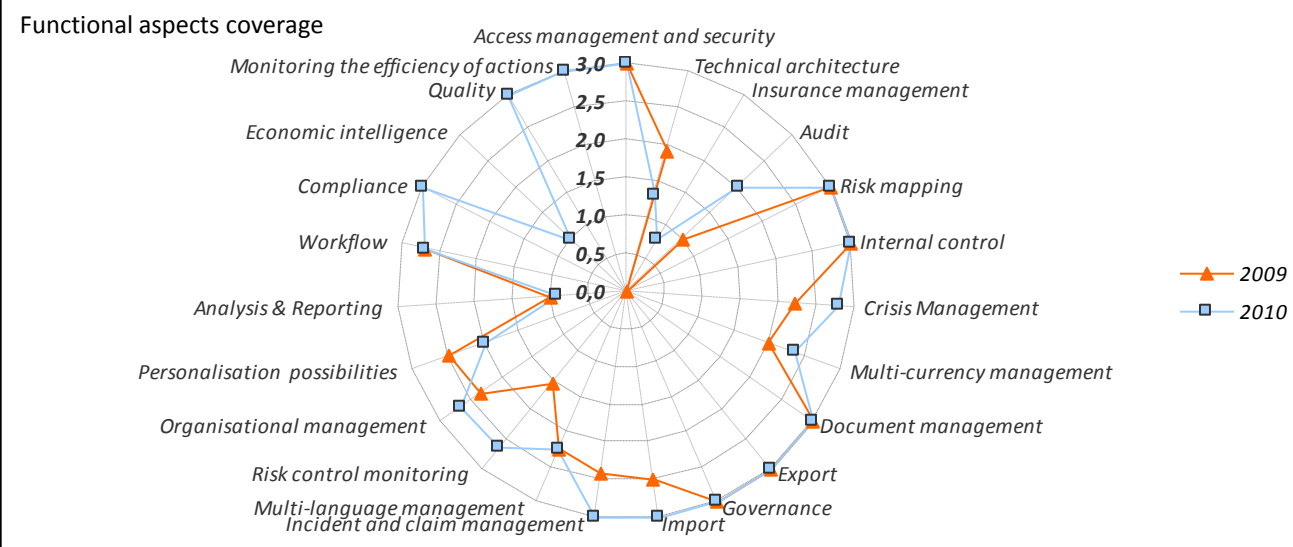 Functional aspects coverage
Access management and security
Monitoring the efficiency of actions
3,0
Technical architecture
Quality
2,5
Insurance management
Economic intelligence
2,0
Audit
Compliance
1,5
Risk mapping
1,0
Workflow
0,5
Internal control
0,0
Analysis & Reporting
Crisis Management
Personalisation possibilities
Multi-currency management
Organisational management
Document management
Risk control monitoring
Export
Multi-language management
Governance
Incident and claim management
Import
2009
2010